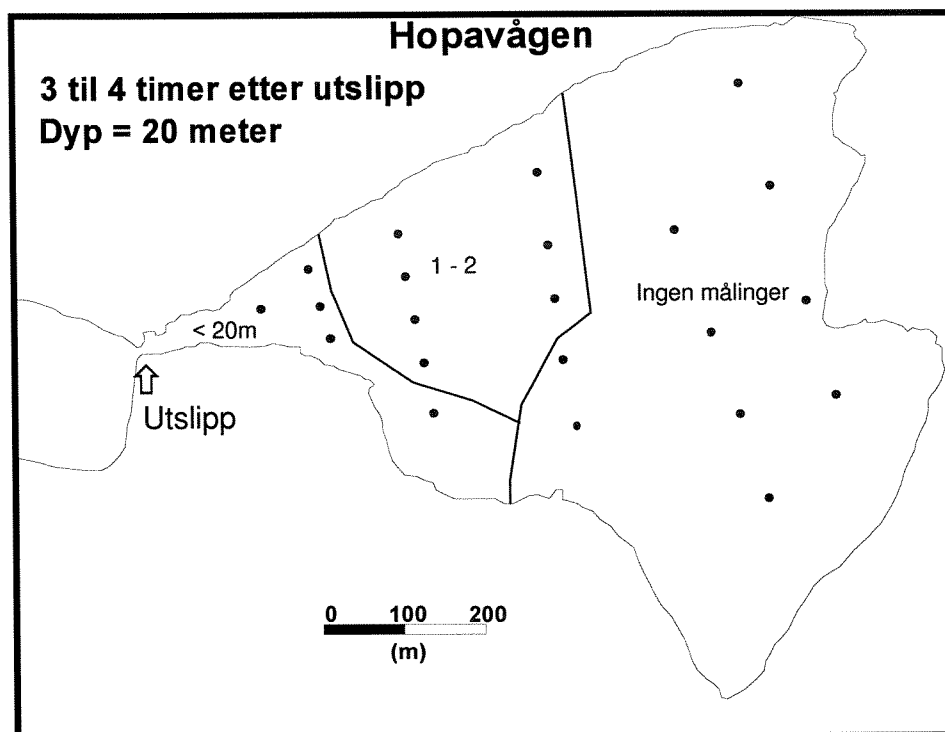 Hopavågen
3 til 4 timer etter utslipp
Dyp = 20 meter
1 - 2
Ingen målinger
< 20m
Utslipp
0 100 200
(m)